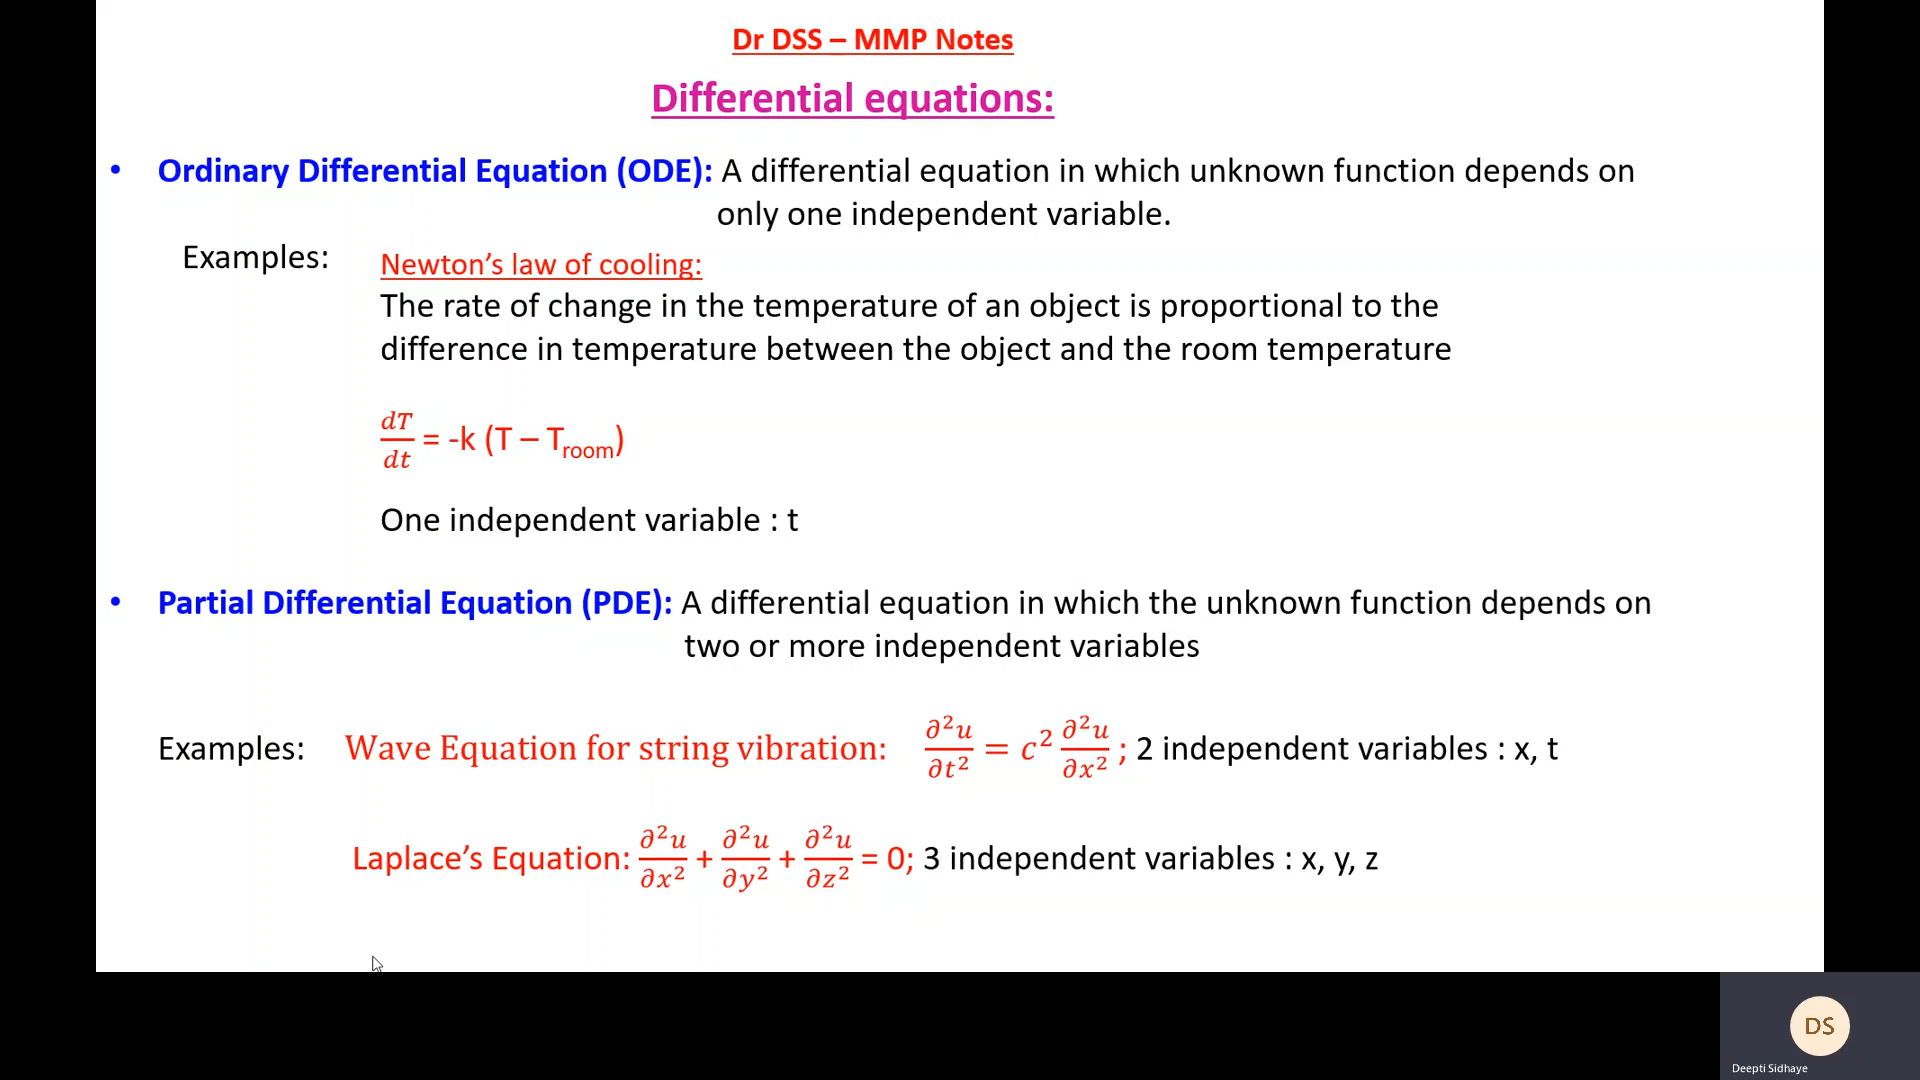 Dr DSS – MMP Notes
Differential equations:
• Ordinary Differential Equation (ODE): A differential equation in which unknown function depends on
only one independent variable.
Examples: Newton’s law of cooling:
The rate of change in the temperature of an object is proportional to the
difference in temperature between the object and the room temperature
dT/dt = -k (T – T_room)
One independent variable : t
• Partial Differential Equation (PDE): A differential equation in which the unknown function depends on
two or more independent variables
Examples: Wave Equation for string vibration: ∂²u/∂t² = c² ∂²u/∂x² ; 2 independent variables : x, t
Laplace’s Equation: ∂²u/∂x² + ∂²u/∂y² + ∂²u/∂z² = 0; 3 independent variables : x, y, z
DS
Deepti Sidhaye